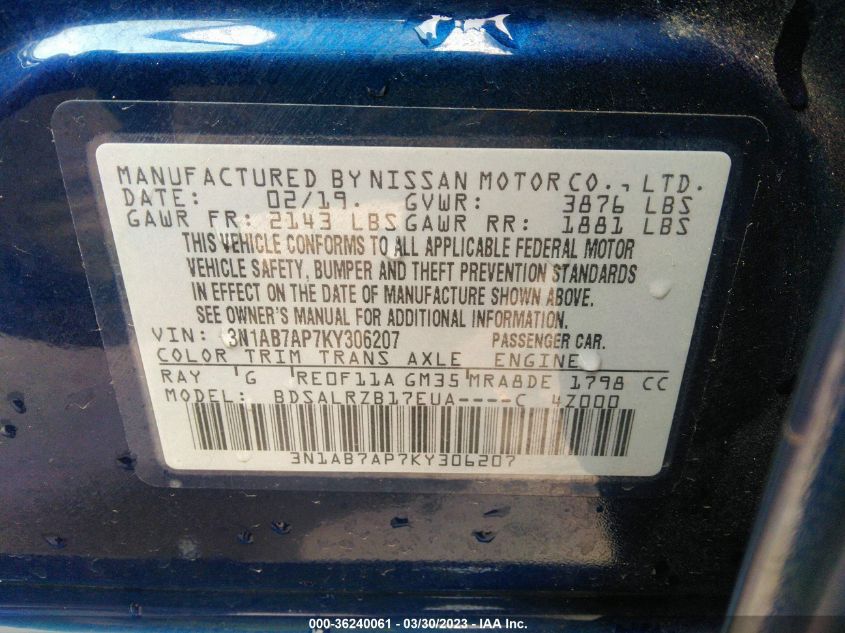 MANUFACTURED BY NISSAN MOTOR CO., LTD.
DATE: 02/19. GVWR: 3876 LBS
GAWR FR: 2143 LBS GAWR RR: 1881 LBS
THIS VEHICLE CONFORMS TO ALL APPLICABLE FEDERAL MOTOR
VEHICLE SAFETY, BUMPER AND THEFT PREVENTION STANDARDS
IN EFFECT ON THE DATE OF MANUFACTURE SHOWN ABOVE.
SEE OWNER'S MANUAL FOR ADDITIONAL INFORMATION.
VIN: 3N1AB7AP7KY306207 PASSENGER CAR.
COLOR TRIM TRANS AXLE ENGINE
RAY G RE0F11A GM35 MRA8DE 1798 CC
MODEL: BDSALRZB17EUA----C 4Z000
3N1AB7AP7KY306207
000-36240061 - 03/30/2023 - IAA Inc.